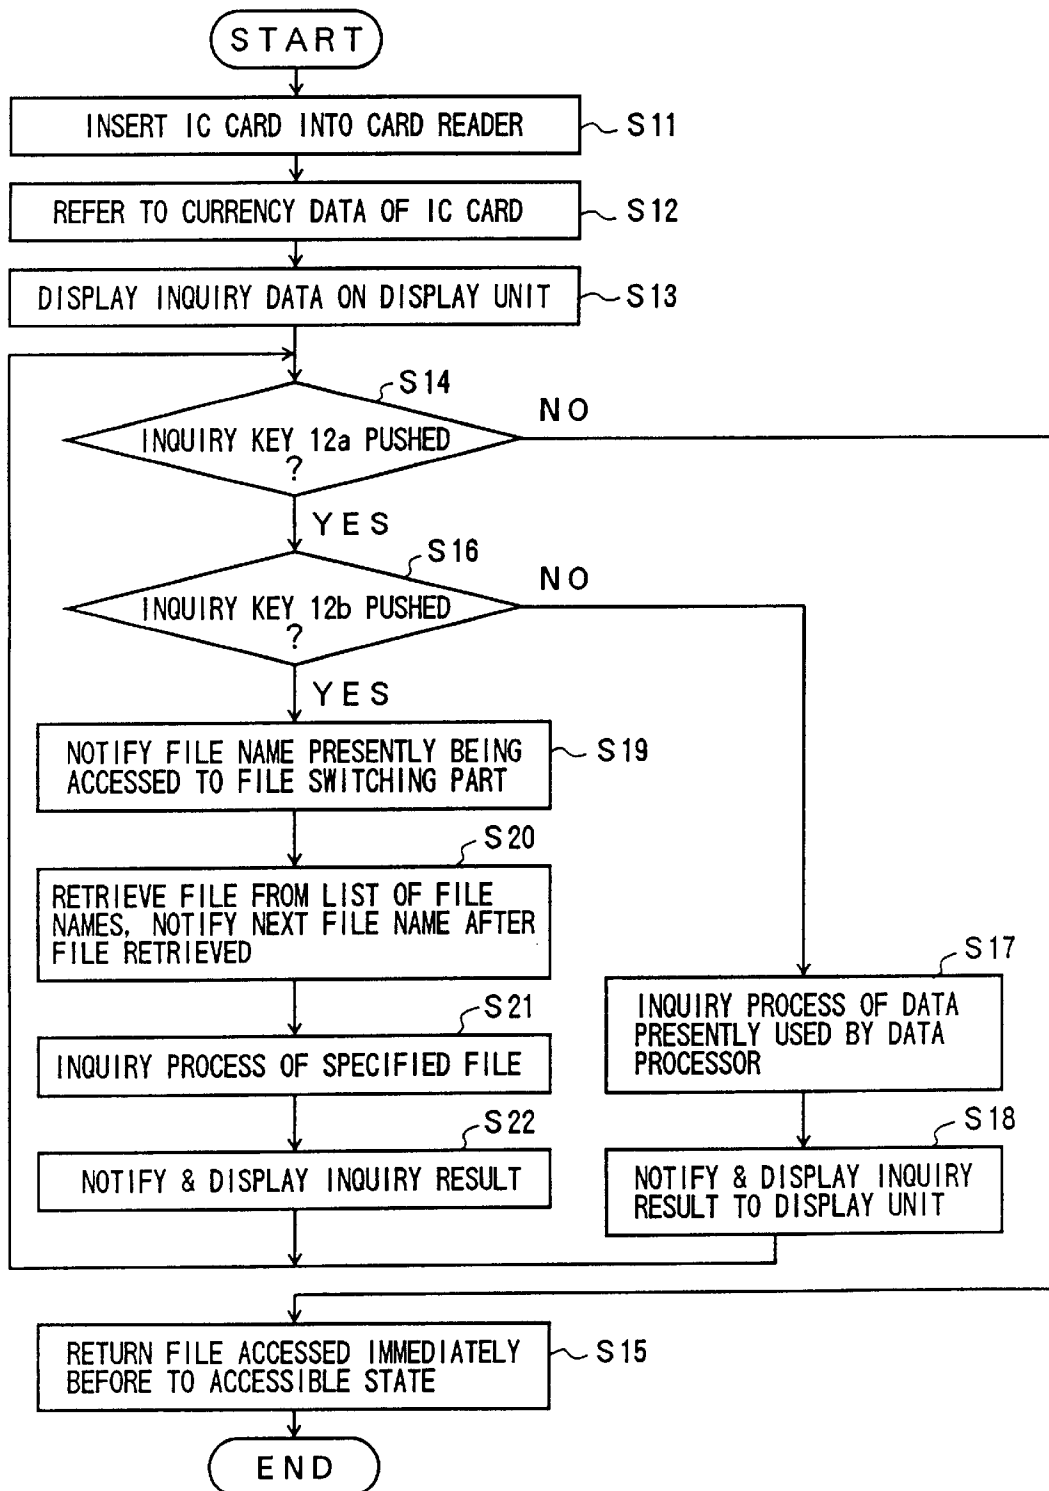 START
INSERT IC CARD INTO CARD READER
S11
REFER TO CURRENCY DATA OF IC CARD
S12
DISPLAY INQUIRY DATA ON DISPLAY UNIT
S13
S14
NO
INQUIRY KEY 12a PUSHED
?
YES
S16
NO
INQUIRY KEY 12b PUSHED
?
YES
NOTIFY FILE NAME PRESENTLY BEING
ACCESSED TO FILE SWITCHING PART
S19
S20
RETRIEVE FILE FROM LIST OF FILE
NAMES, NOTIFY NEXT FILE NAME AFTER
FILE RETRIEVED
S17
INQUIRY PROCESS OF DATA
PRESENTLY USED BY DATA
PROCESSOR
S21
INQUIRY PROCESS OF SPECIFIED FILE
S22
NOTIFY & DISPLAY INQUIRY RESULT
S18
NOTIFY & DISPLAY INQUIRY
RESULT TO DISPLAY UNIT
RETURN FILE ACCESSED IMMEDIATELY
BEFORE TO ACCESSIBLE STATE
S15
END